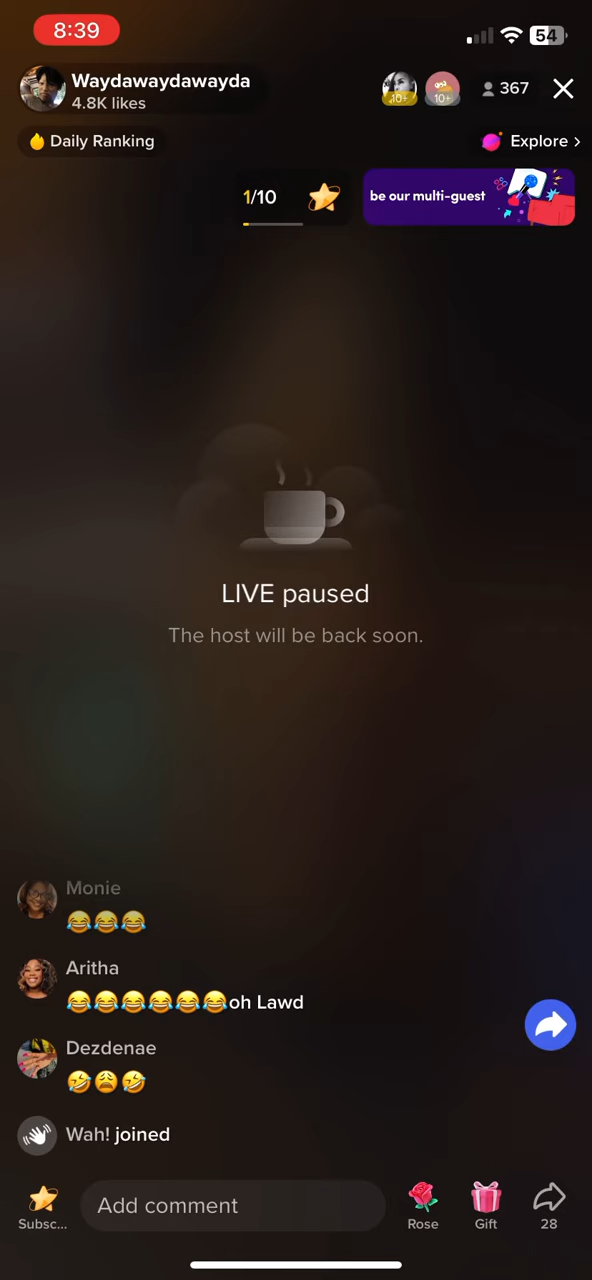 8:39
54
Waydawaydawayda
4.8K likes
10+
10+
367
Daily Ranking
Explore >
1/10
be our multi-guest
LIVE paused
The host will be back soon.
Monie
😂😂😂
Aritha
😂😂😂😂😂😂oh Lawd
Dezdenae
🤣😩🤣
Wah! joined
Subsc...
Add comment
Rose
Gift
28